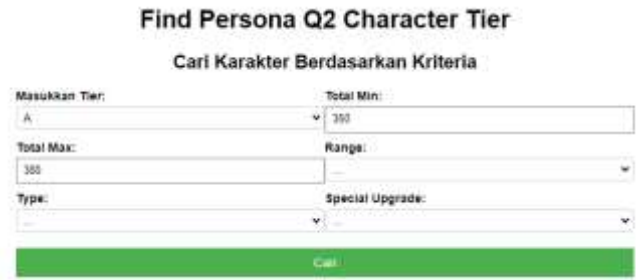 Find Persona Q2 Character Tier
Cari Karakter Berdasarkan Kriteria
Masukkan Tier: Total Min:
A 350
Total Max: Range:
380 ...
Type: Special Upgrade:
... ...
Cari